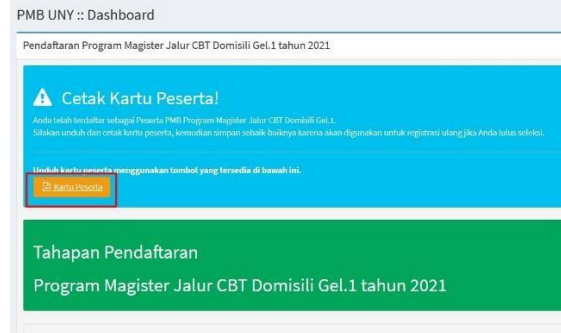 PMB UNY :: Dashboard
Pendaftaran Program Magister Jalur CBT Domisili Gel.1 tahun 2021
Cetak Kartu Peserta!
Anda telah terdaftar sebagai Peserta PMB Program Magister Jalur CBT Domisili Gel.1.
Silakan unduh dan cetak kartu peserta, kemudian simpan sebaik-baiknya karena akan digunakan untuk registrasi ulang jika Anda lulus seleksi.
Unduh kartu peserta menggunakan tombol yang tersedia di bawah ini.
Kartu Peserta
Tahapan Pendaftaran
Program Magister Jalur CBT Domisili Gel.1 tahun 2021